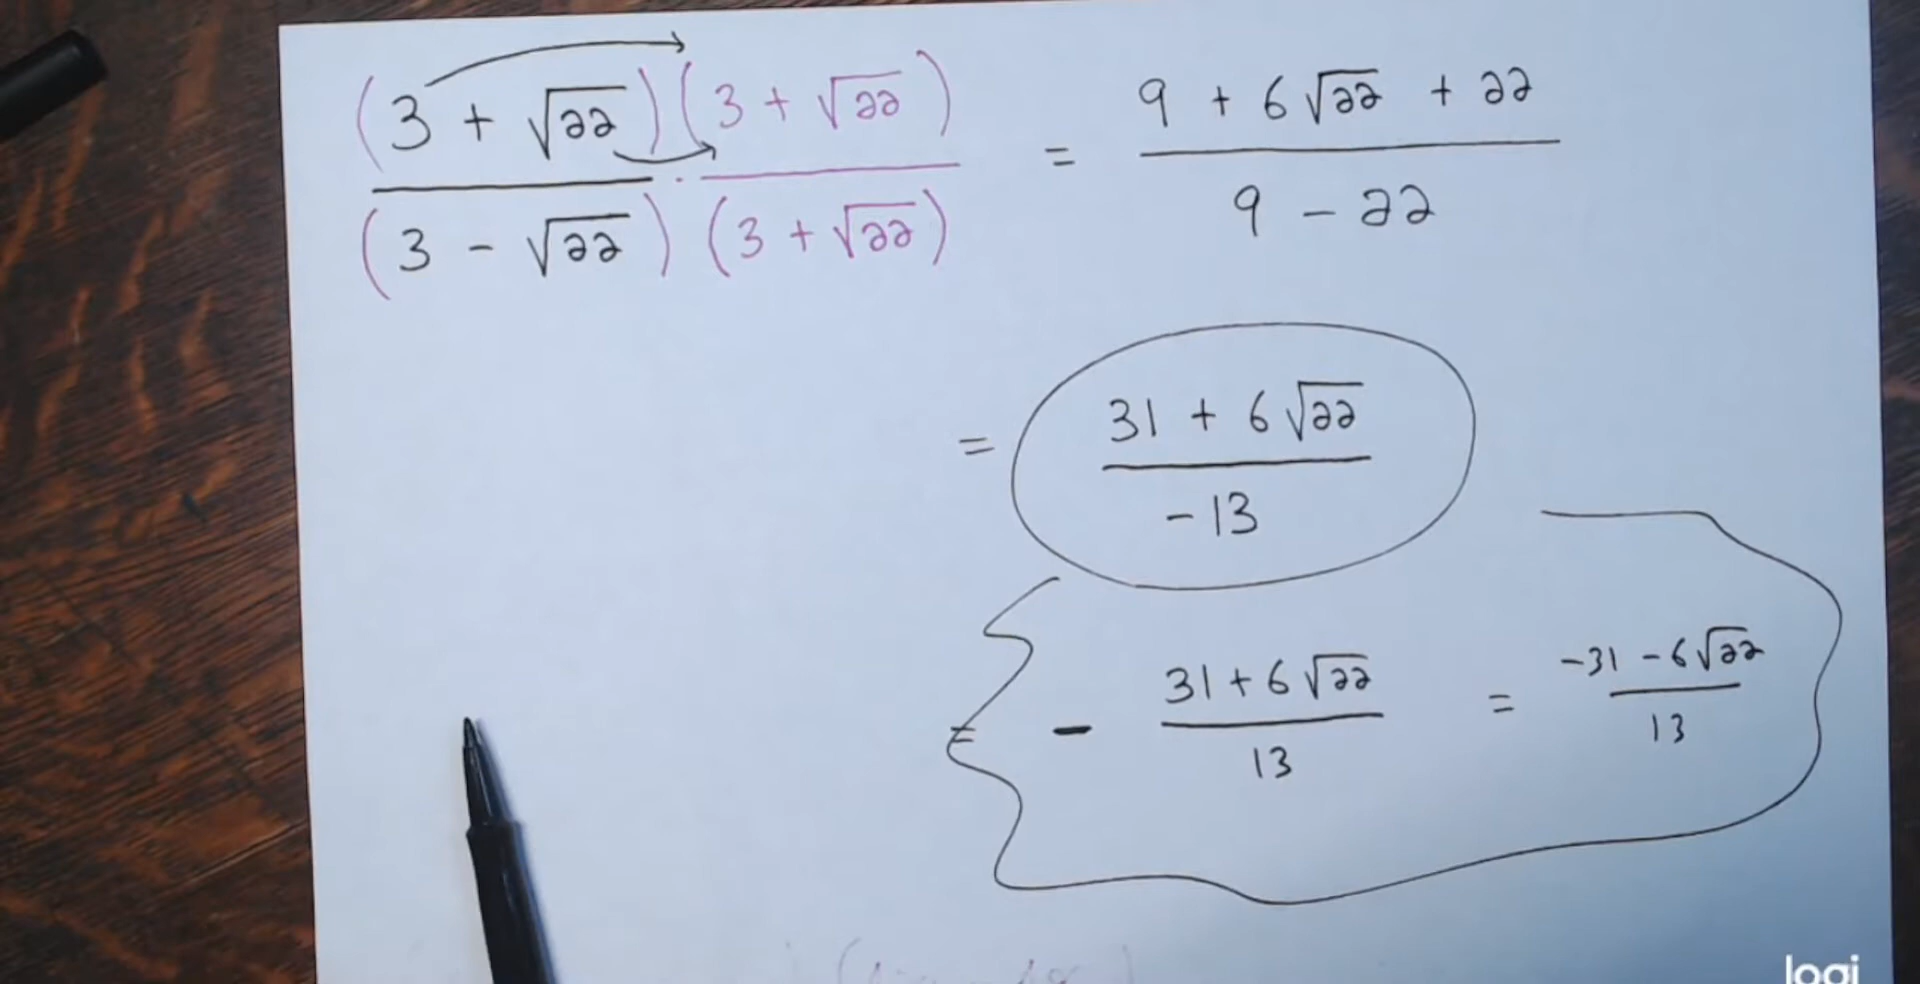 (3 + √22)(3 + √22) / (3 - √22) · (3 + √22) = 9 + 6√22 + 22 / 9 - 22
= 31 + 6√22 / -13
= - 31 + 6√22 / 13 = -31 - 6√22 / 13
logi